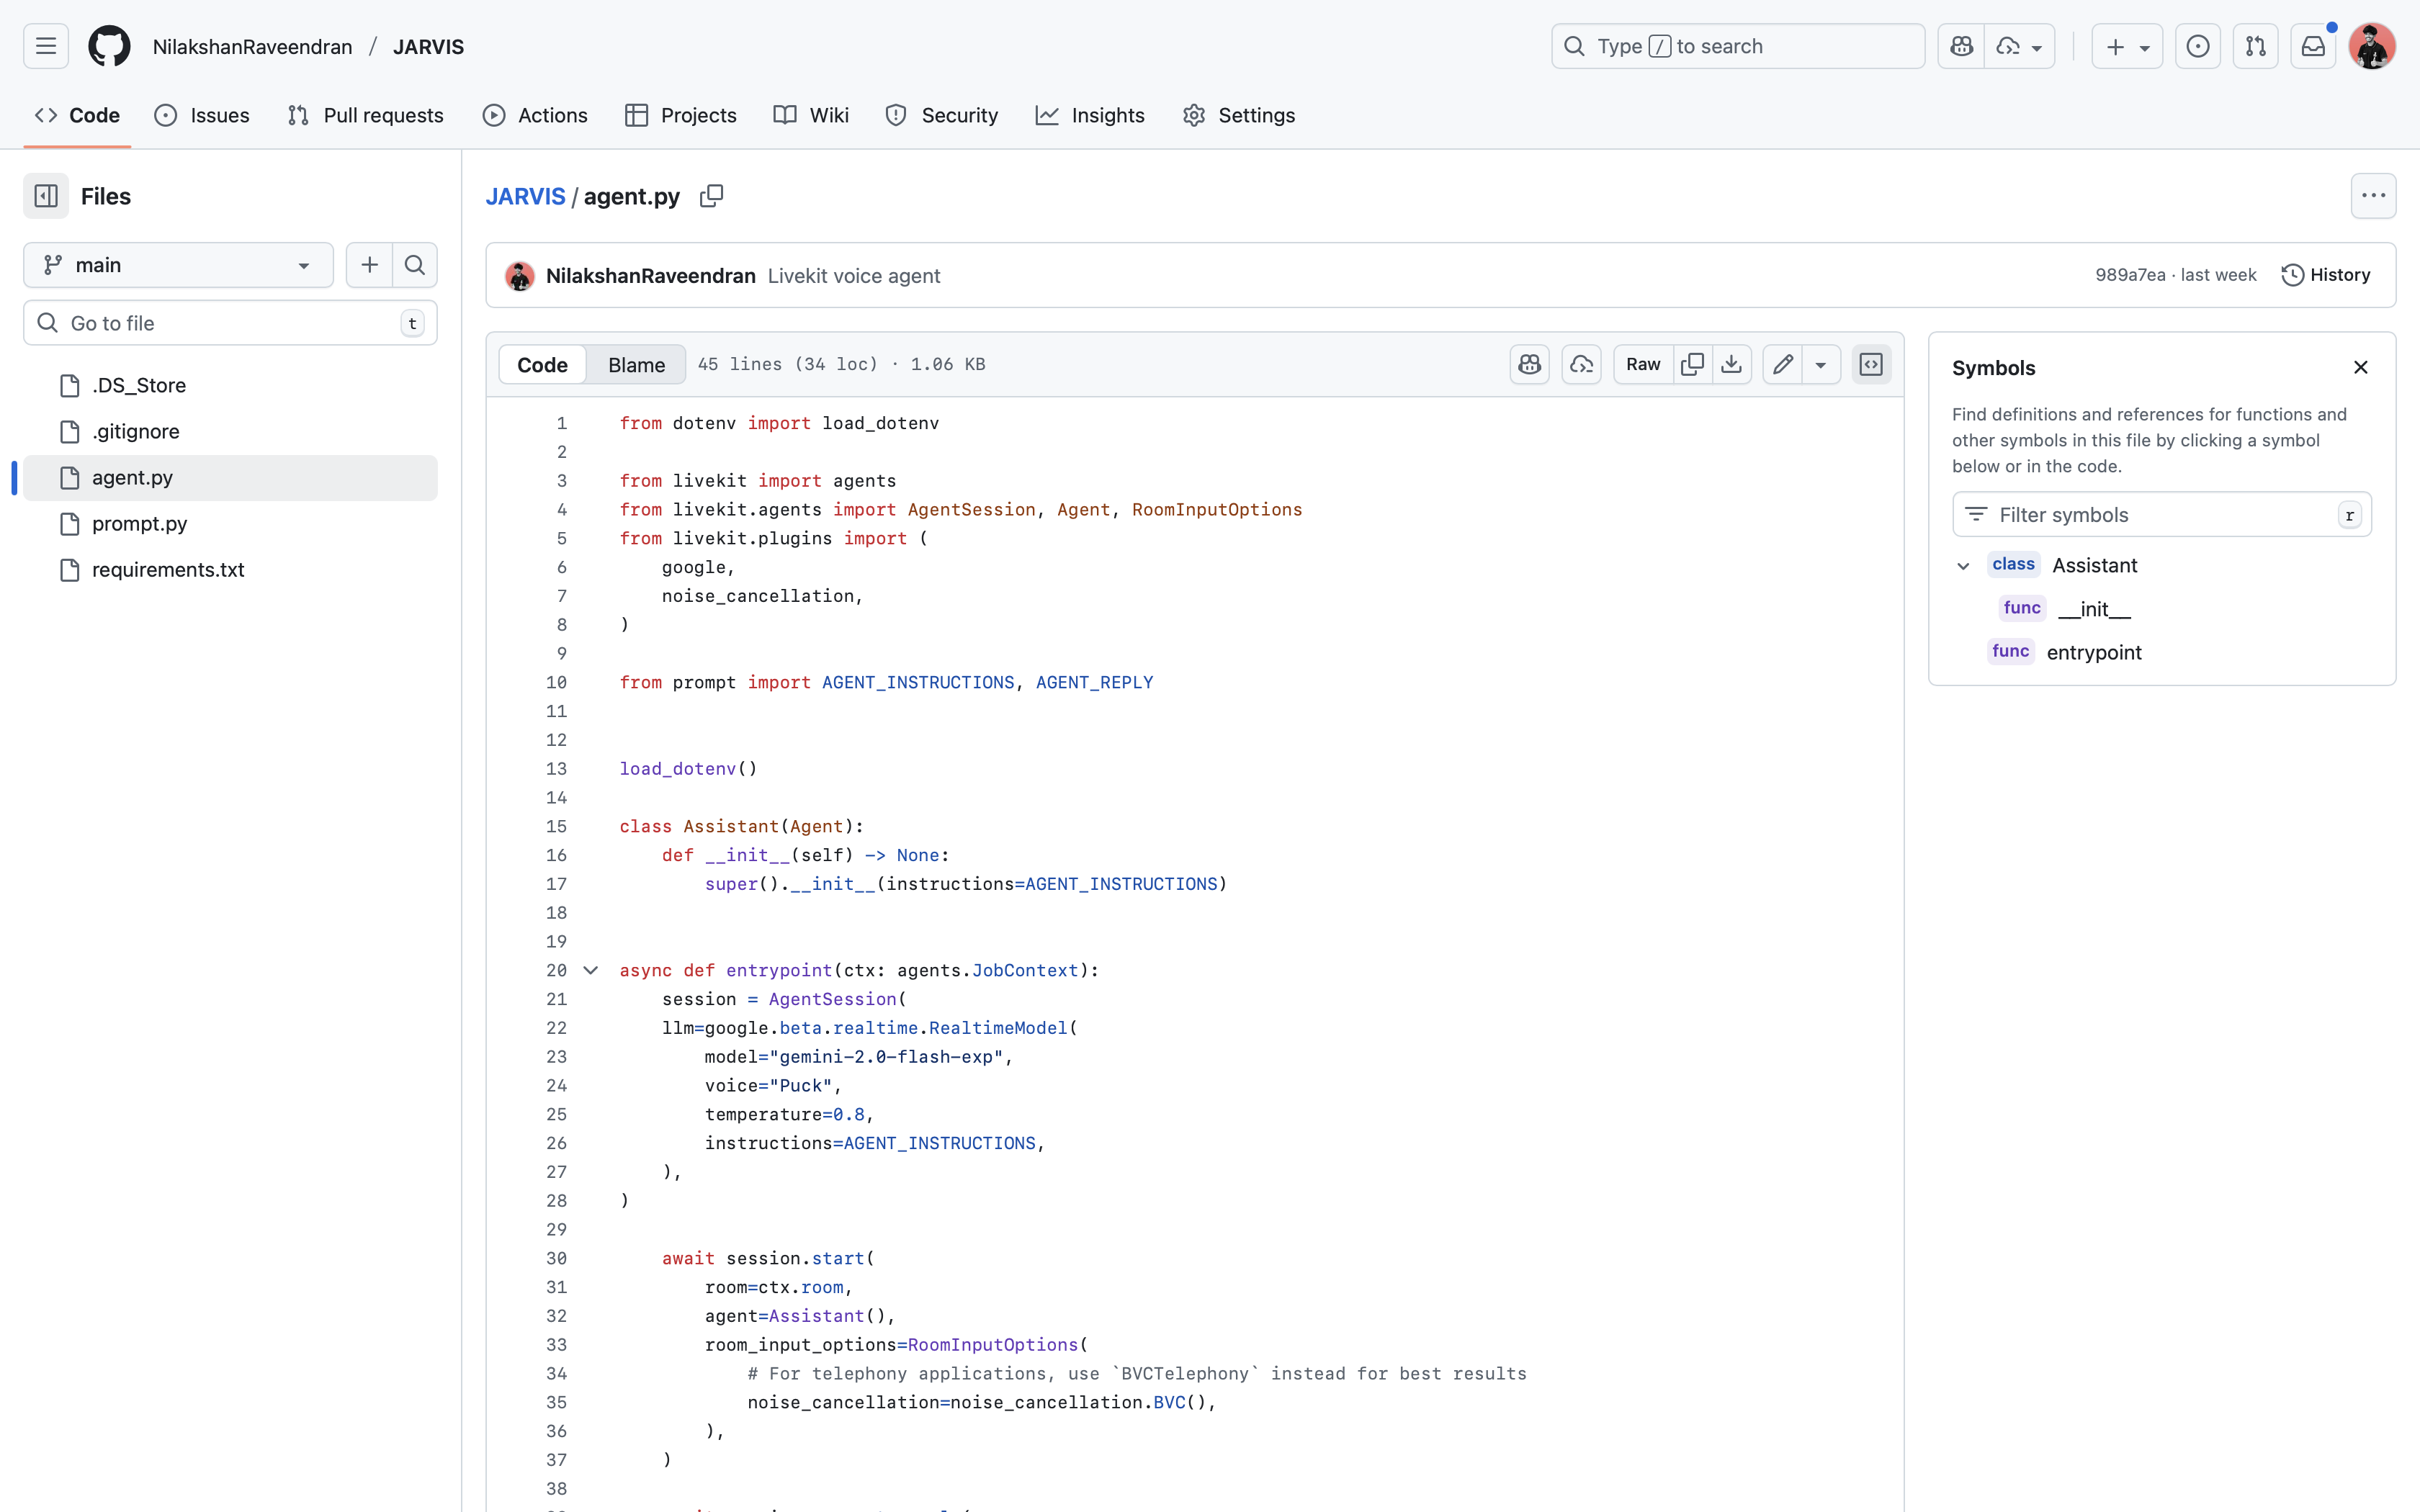 NilakshanRaveendran / JARVIS
Type / to search
Code
Issues
Pull requests
Actions
Projects
Wiki
Security
Insights
Settings
Files
main
Go to file
t
.DS_Store
.gitignore
agent.py
prompt.py
requirements.txt
JARVIS / agent.py
NilakshanRaveendran Livekit voice agent
989a7ea · last week
History
Code Blame 45 lines (34 loc) · 1.06 KB
Raw
1 from dotenv import load_dotenv
2
3 from livekit import agents
4 from livekit.agents import AgentSession, Agent, RoomInputOptions
5 from livekit.plugins import (
6     google,
7     noise_cancellation,
8 )
9
10 from prompt import AGENT_INSTRUCTIONS, AGENT_REPLY
11
12
13 load_dotenv()
14
15 class Assistant(Agent):
16     def __init__(self) -> None:
17         super().__init__(instructions=AGENT_INSTRUCTIONS)
18
19
20 async def entrypoint(ctx: agents.JobContext):
21     session = AgentSession(
22     llm=google.beta.realtime.RealtimeModel(
23         model="gemini-2.0-flash-exp",
24         voice="Puck",
25         temperature=0.8,
26         instructions=AGENT_INSTRUCTIONS,
27     ),
28 )
29
30     await session.start(
31         room=ctx.room,
32         agent=Assistant(),
33         room_input_options=RoomInputOptions(
34             # For telephony applications, use `BVCTelephony` instead for best results
35             noise_cancellation=noise_cancellation.BVC(),
36         ),
37     )
38
Symbols
Find definitions and references for functions and
other symbols in this file by clicking a symbol
below or in the code.
Filter symbols
r
class Assistant
func __init__
func entrypoint